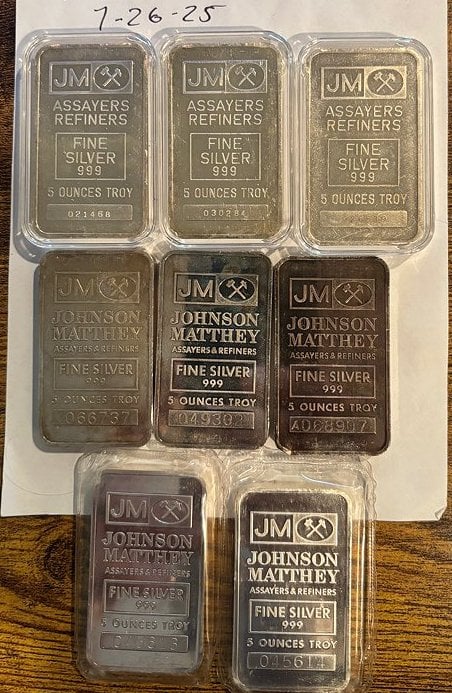 7-26-25
JM
ASSAYERS
REFINERS
FINE
SILVER
999
5 OUNCES TROY
021468
JM
ASSAYERS
REFINERS
FINE
SILVER
999
5 OUNCES TROY
030284
JM
ASSAYERS
REFINERS
FINE
SILVER
999
5 OUNCES TROY
JM
JOHNSON
MATTHEY
ASSAYERS & REFINERS
FINE SILVER
999
5 OUNCES TROY
066737
JM
JOHNSON
MATTHEY
ASSAYERS & REFINERS
FINE SILVER
999
5 OUNCES TROY
049302
JM
JOHNSON
MATTHEY
ASSAYERS & REFINERS
FINE SILVER
999
5 OUNCES TROY
JM
JOHNSON
MATTHEY
ASSAYERS & REFINERS
FINE SILVER
999
5 OUNCES TROY
JM
JOHNSON
MATTHEY
ASSAYERS & REFINERS
FINE SILVER
999
5 OUNCES TROY
045614